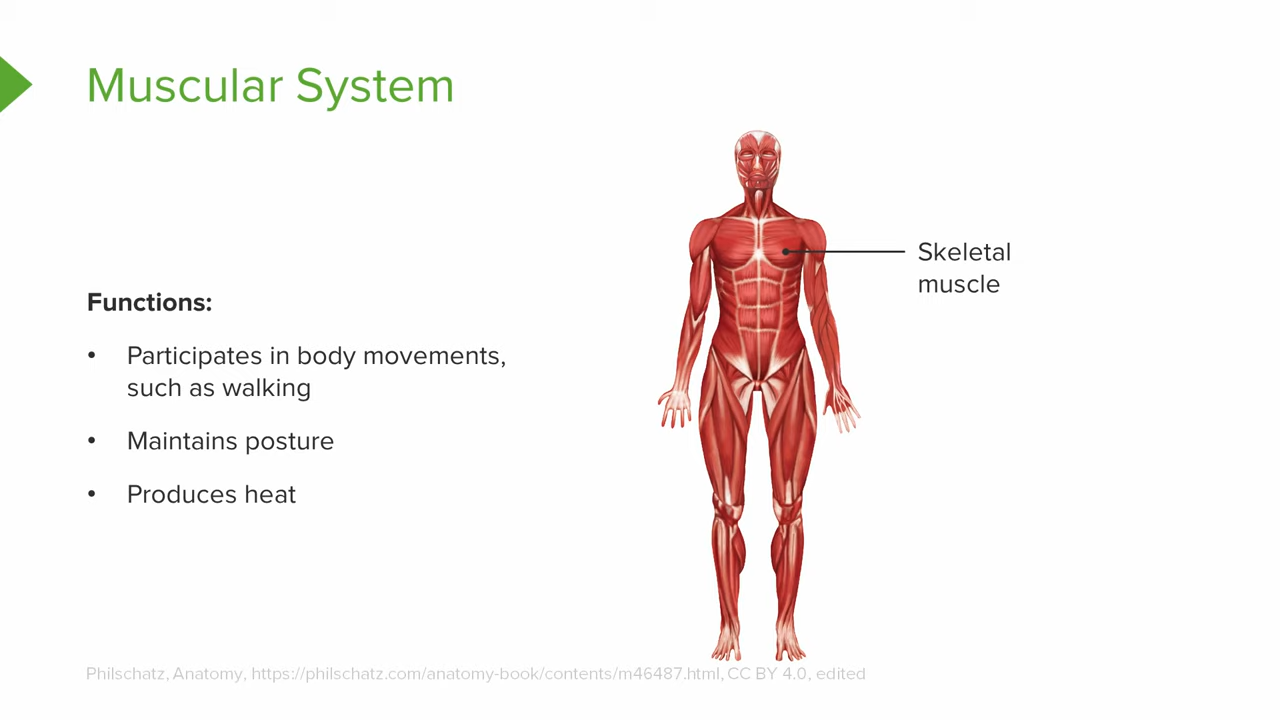 Muscular System
Skeletal
muscle
Functions:
• Participates in body movements,
such as walking
• Maintains posture
• Produces heat
Philschatz, Anatomy, https://philschatz.com/anatomy-book/contents/m46487.html, CC BY 4.0, edited